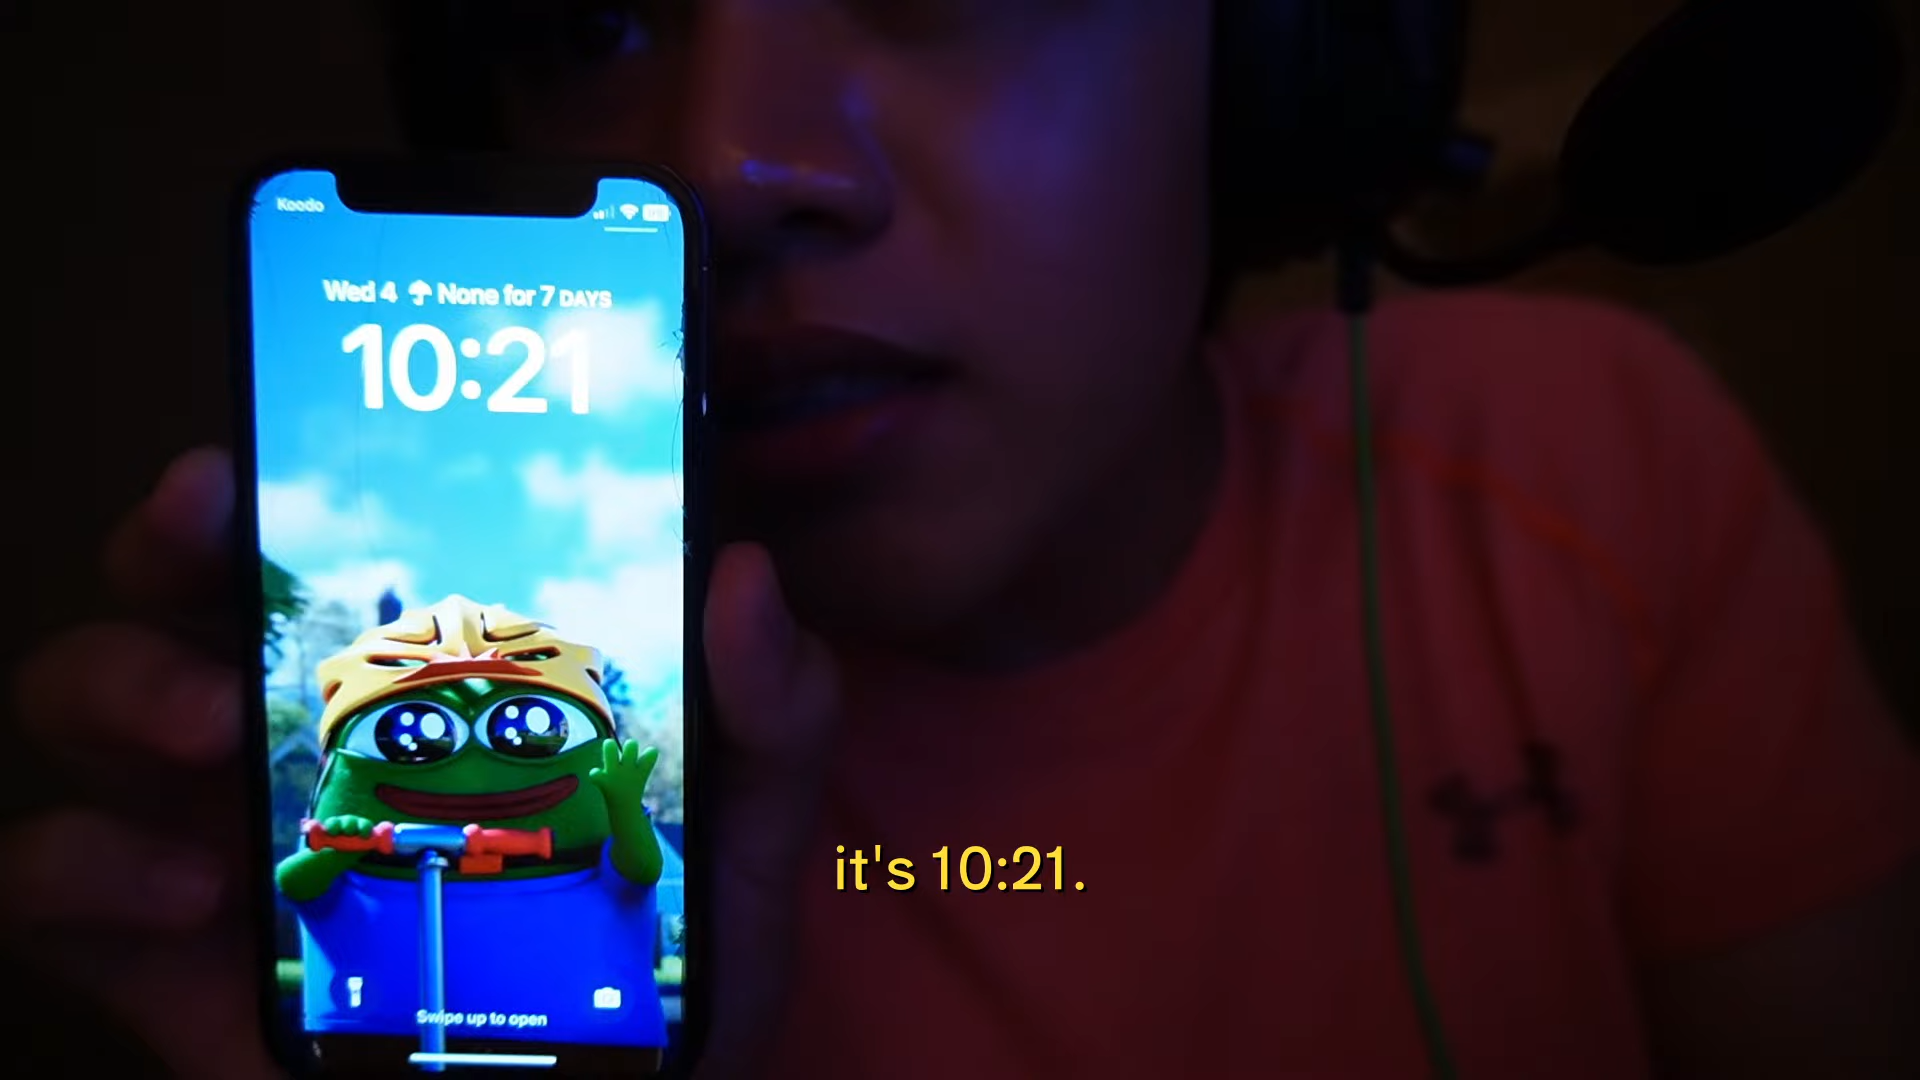 Koodo
Wed 4 None for 7 DAYS
10:21
it's 10:21.
Swipe up to open